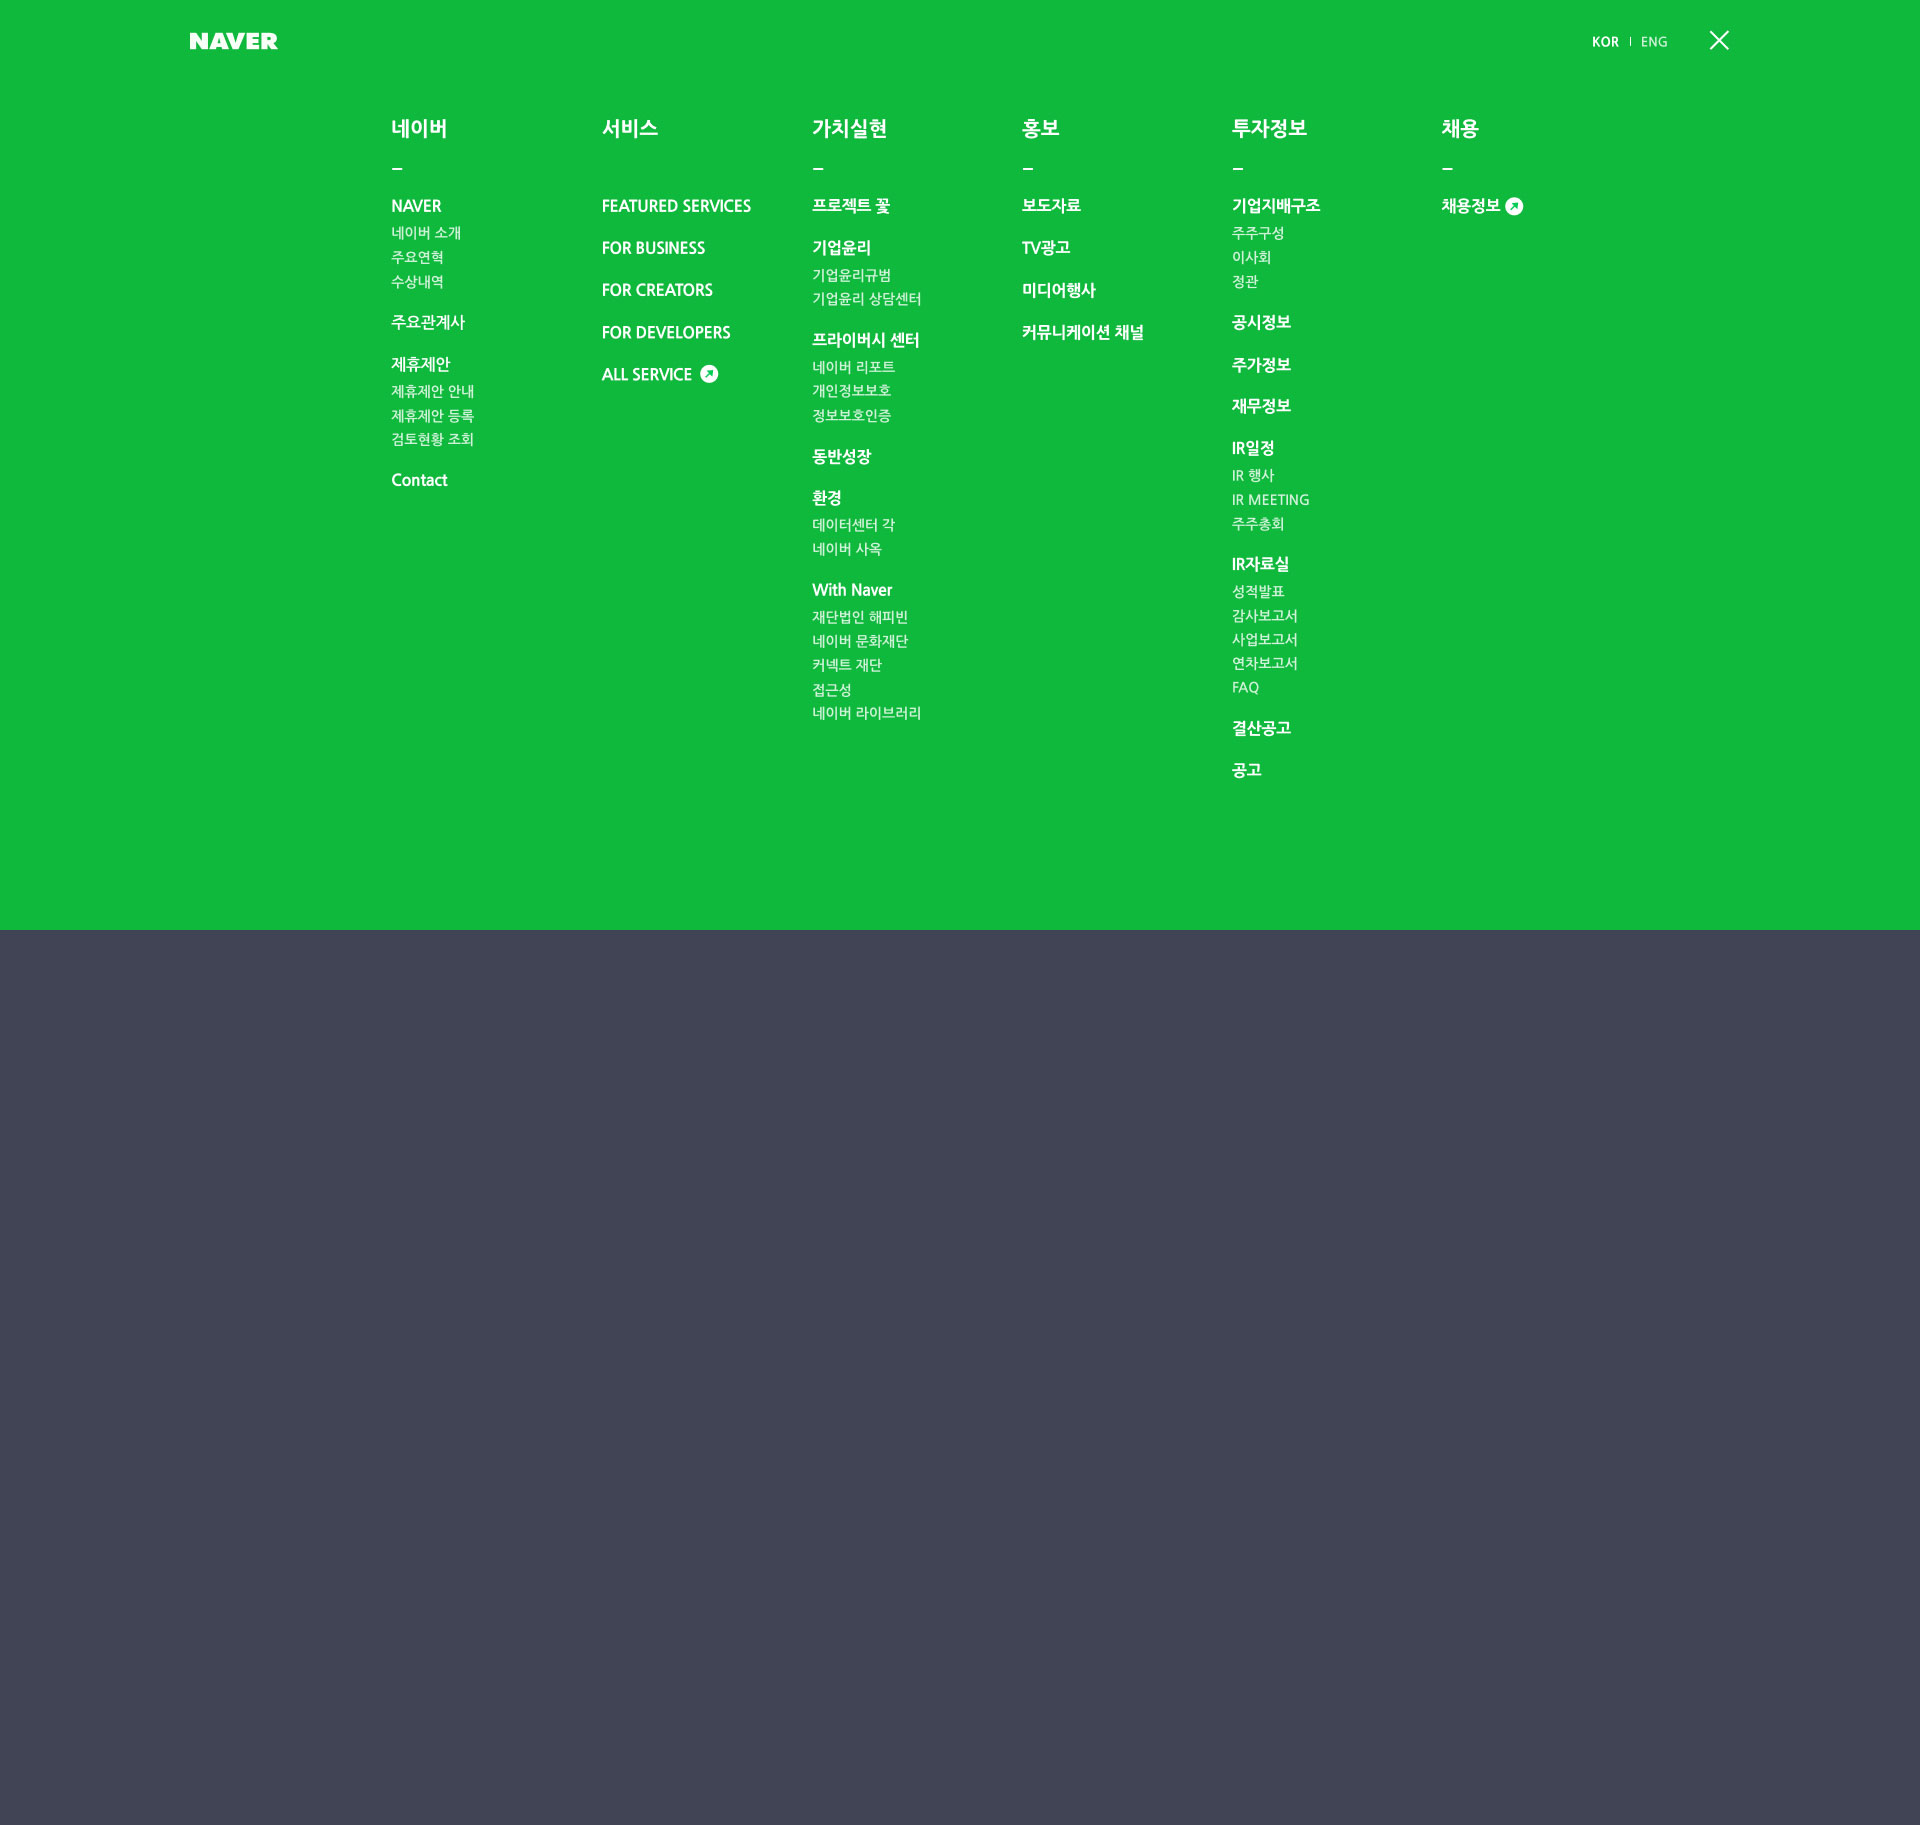 NAVER
KOR | ENG
네이버
NAVER
네이버 소개
주요연혁
수상내역
주요관계사
제휴제안
제휴제안 안내
제휴제안 등록
검토현황 조회
Contact
서비스
FEATURED SERVICES
FOR BUSINESS
FOR CREATORS
FOR DEVELOPERS
ALL SERVICE
가치실현
프로젝트 꽃
기업윤리
기업윤리규범
기업윤리 상담센터
프라이버시 센터
네이버 리포트
개인정보보호
정보보호인증
동반성장
환경
데이터센터 각
네이버 사옥
With Naver
재단법인 해피빈
네이버 문화재단
커넥트 재단
접근성
네이버 라이브러리
홍보
보도자료
TV광고
미디어행사
커뮤니케이션 채널
투자정보
기업지배구조
주주구성
이사회
정관
공시정보
주가정보
재무정보
IR일정
IR 행사
IR MEETING
주주총회
IR자료실
성적발표
감사보고서
사업보고서
연차보고서
FAQ
결산공고
공고
채용
채용정보